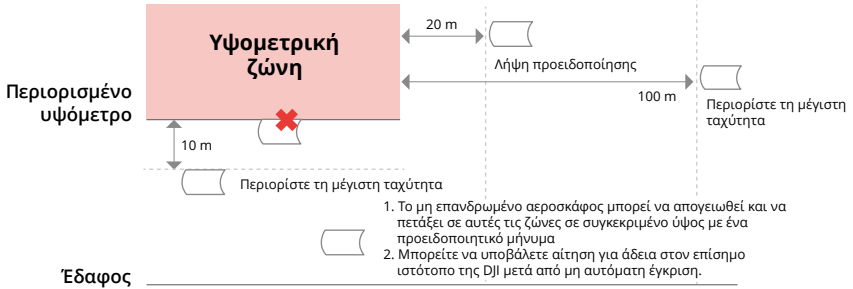 Υψομετρική
ζώνη
20 m
Λήψη προειδοποίησης
100 m
Περιορίστε τη μέγιστη
ταχύτητα
Περιορισμένο
υψόμετρο
10 m
Περιορίστε τη μέγιστη ταχύτητα
1. Το μη επανδρωμένο αεροσκάφος μπορεί να απογειωθεί και να
πετάξει σε αυτές τις ζώνες σε συγκεκριμένο ύψος με ένα
προειδοποιητικό μήνυμα
2. Μπορείτε να υποβάλετε αίτηση για άδεια στον επίσημο
ιστότοπο της DJI μετά από μη αυτόματη έγκριση.
Έδαφος